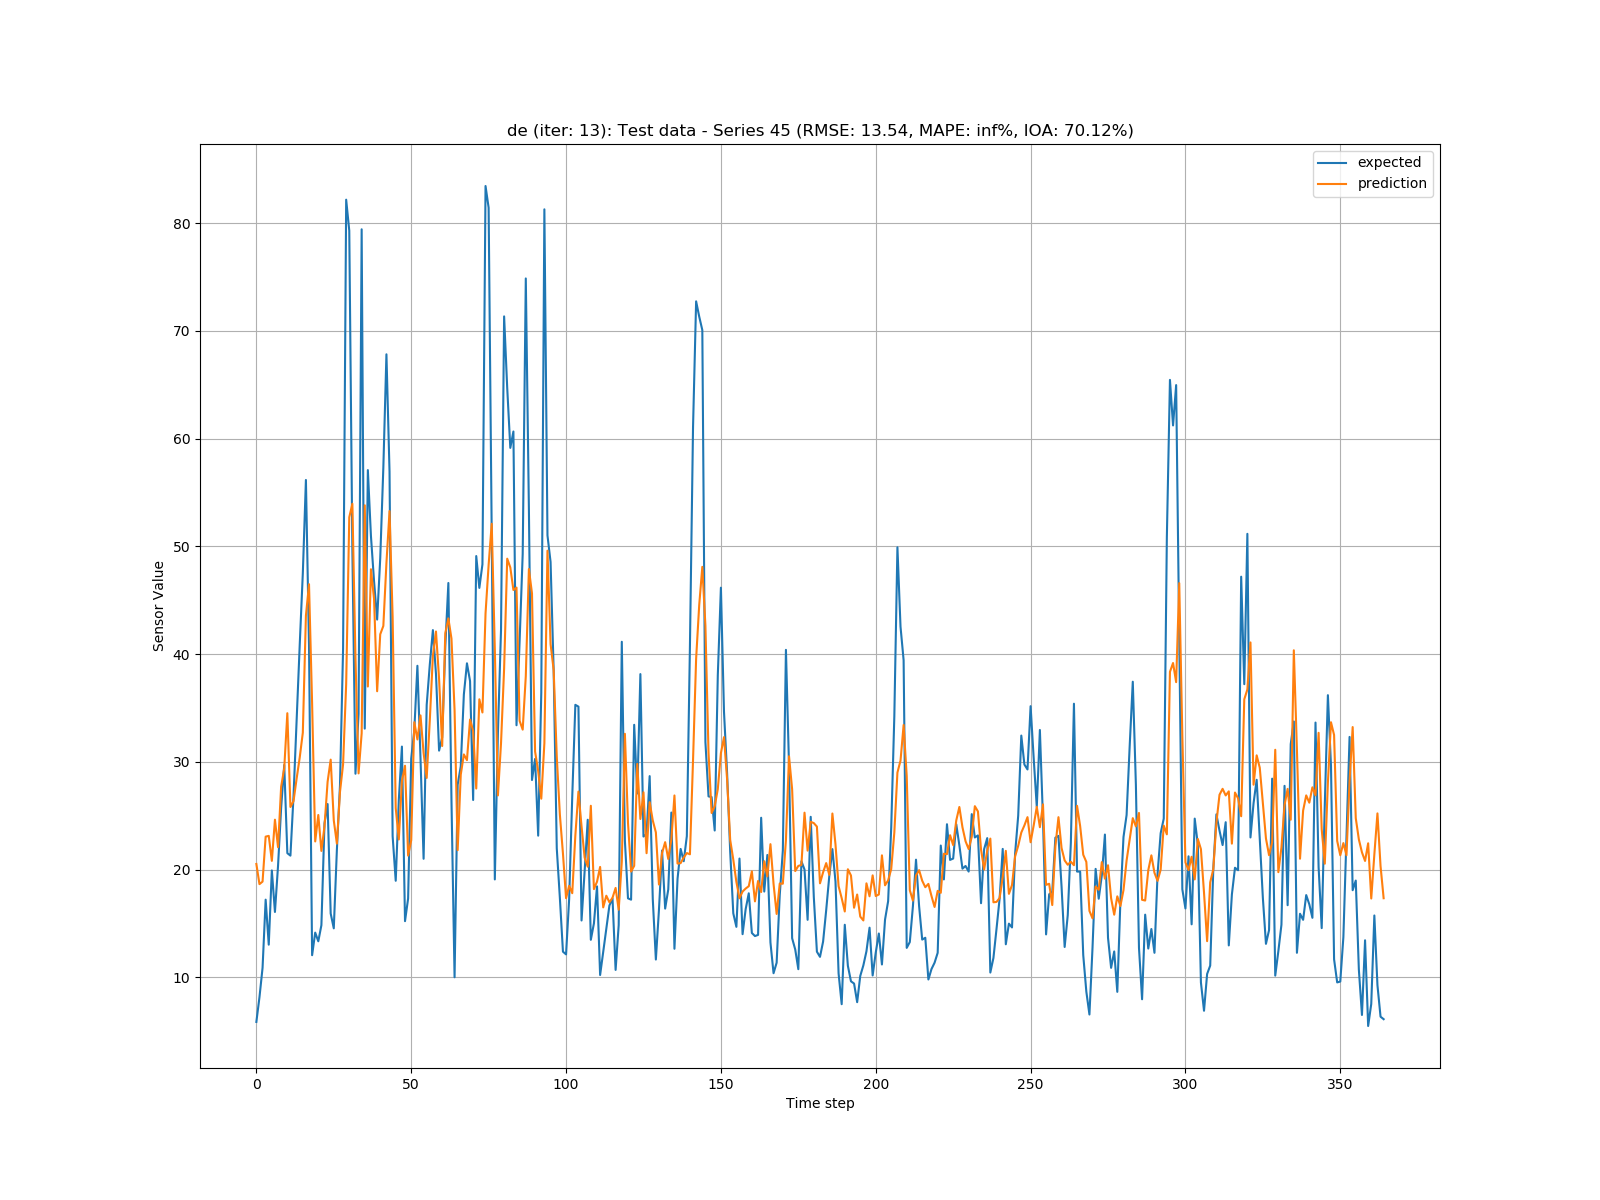 de (iter: 13): Test data - Series 45 (RMSE: 13.54, MAPE: inf%, IOA: 70.12%)
expected
prediction
80
70
60
50
40
30
20
10
Sensor Value
0 50 100 150 200 250 300 350
Time step